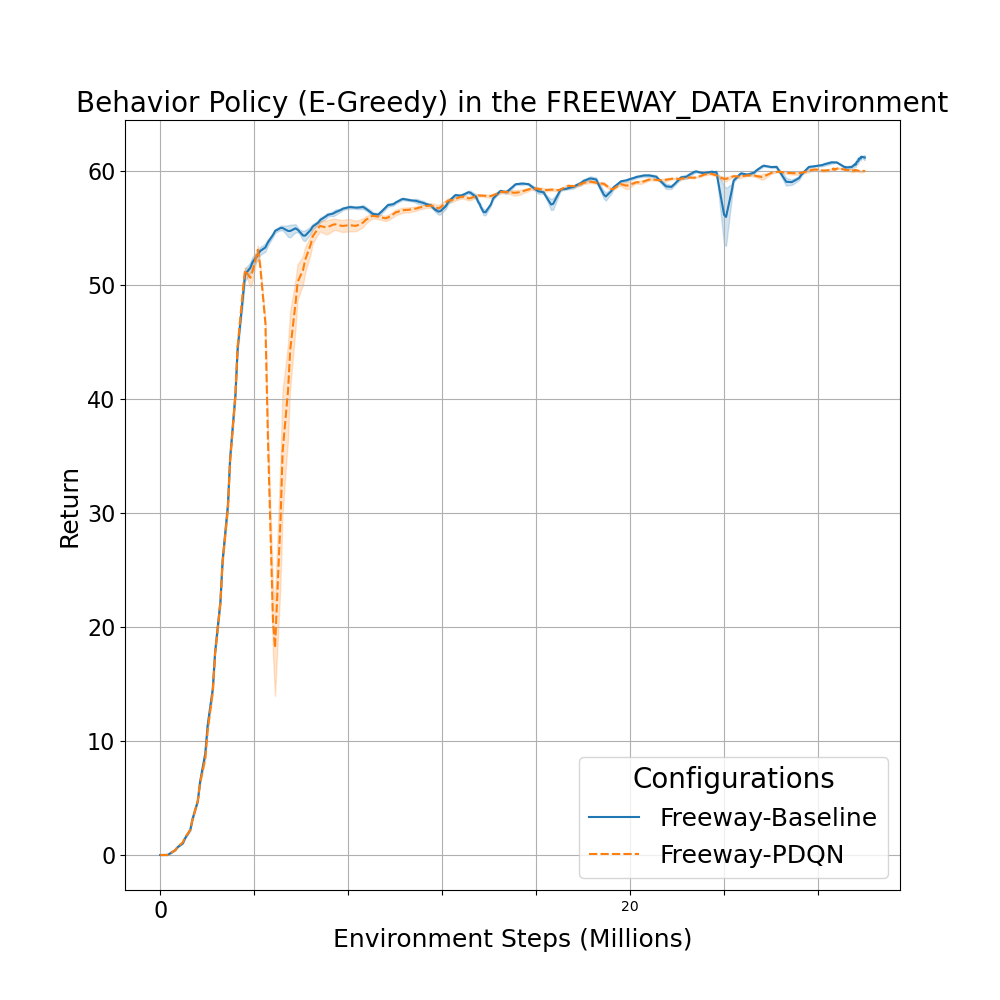 Behavior Policy (E-Greedy) in the FREEWAY_DATA Environment
60
50
40
30
20
10
0
Return
0
20
Environment Steps (Millions)
Configurations
Freeway-Baseline
Freeway-PDQN